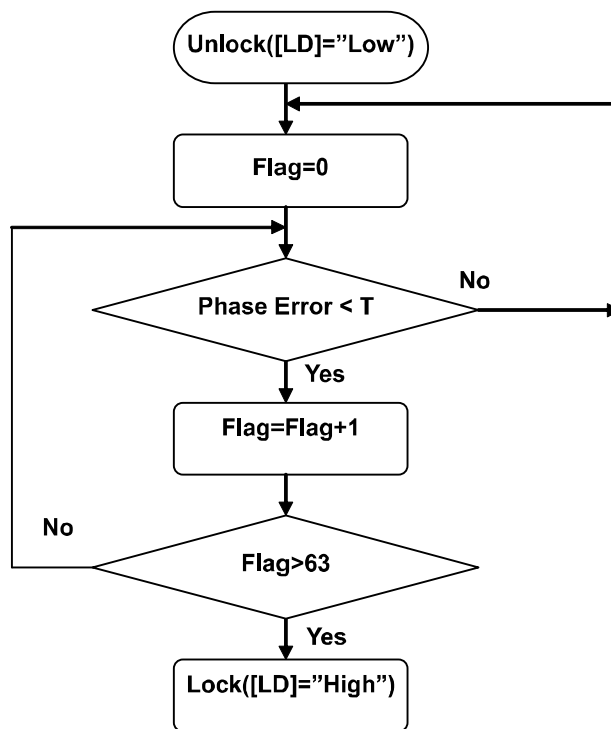 Unlock([LD]=”Low”)
Flag=0
Phase Error < T
No
Yes
Flag=Flag+1
No
Flag>63
Yes
Lock([LD]=”High”)